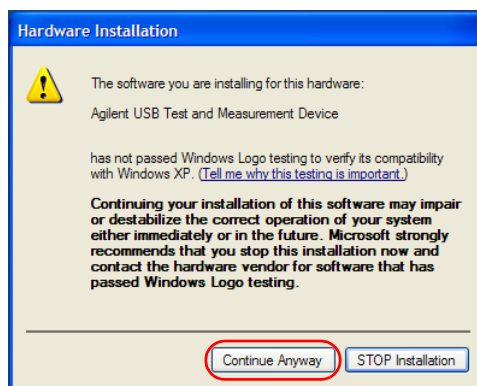 Hardware Installation
The software you are installing for this hardware:
Agilent USB Test and Measurement Device
has not passed Windows Logo testing to verify its compatibility
with Windows XP. (Tell me why this testing is important.)
Continuing your installation of this software may impair
or destabilize the correct operation of your system
either immediately or in the future. Microsoft strongly
recommends that you stop this installation now and
contact the hardware vendor for software that has
passed Windows Logo testing.
Continue Anyway STOP Installation